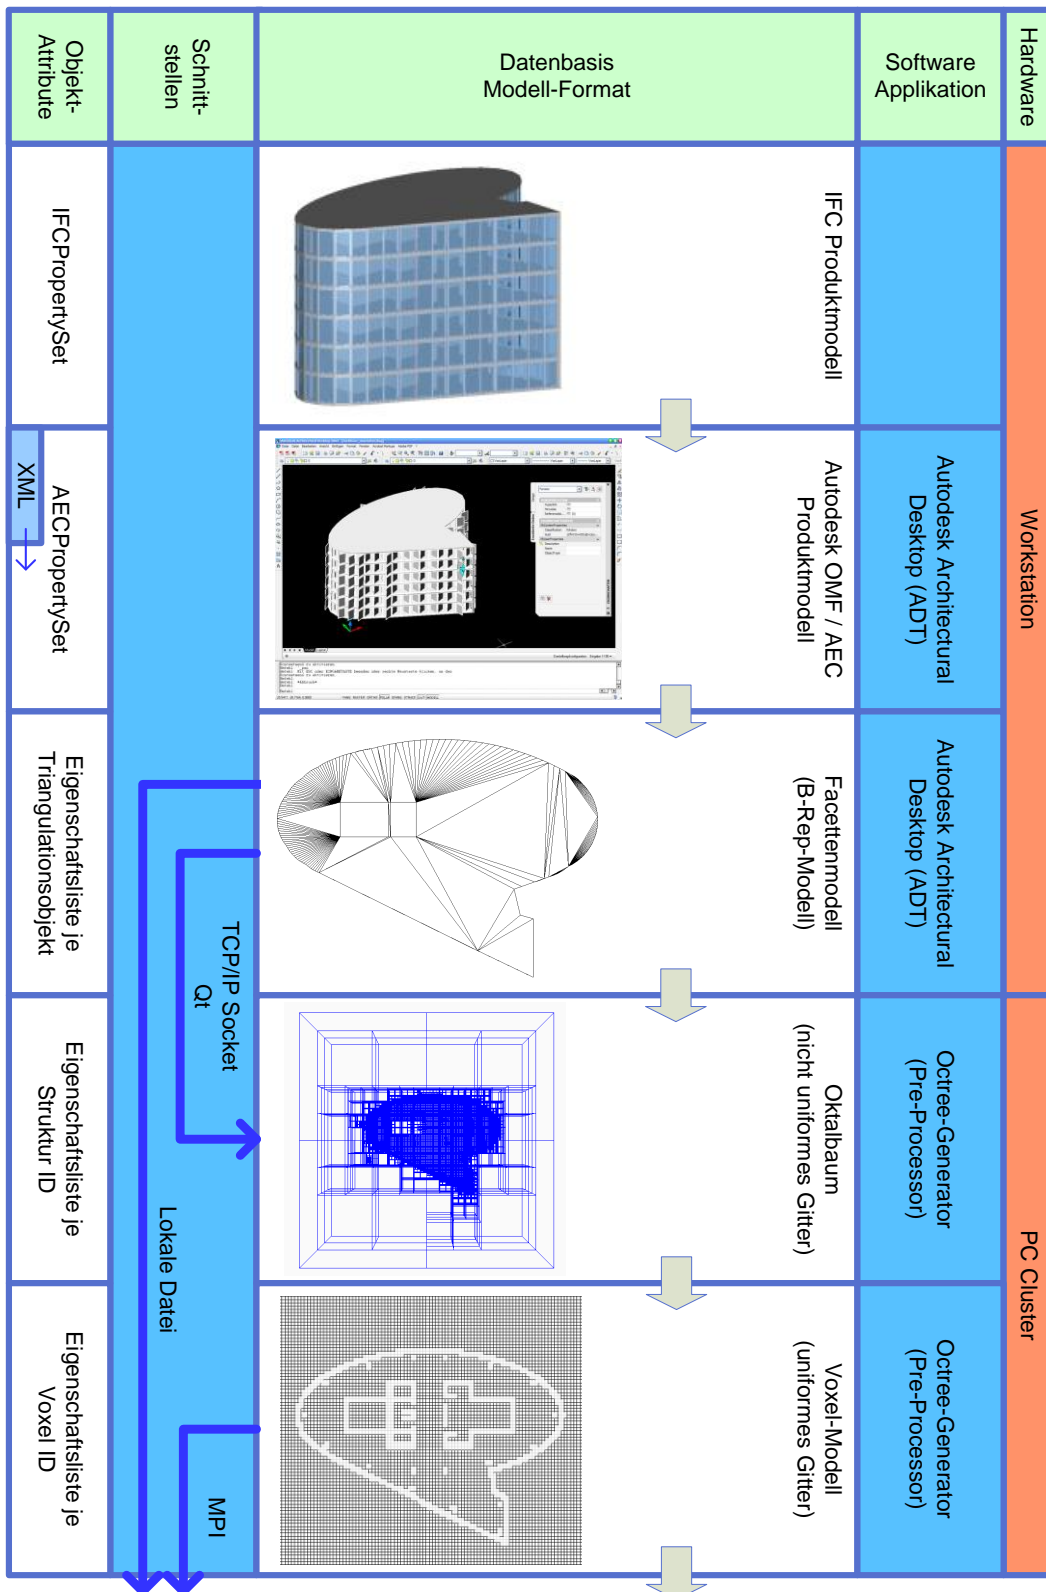 Hardware
Workstation
PC Cluster
Software
Applikation
Autodesk Architectural
Desktop (ADT)
Autodesk Architectural
Desktop (ADT)
Octree-Generator
(Pre-Processor)
Octree-Generator
(Pre-Processor)
Datenbasis
Modell-Format
IFC Produktmodell
Autodesk OMF / AEC
Produktmodell
Facettenmodell
(B-Rep-Modell)
Oktalbaum
(nicht uniformes Gitter)
Voxel-Modell
(uniformes Gitter)
Schnitt-
stellen
TCP/IP Socket
Qt
Lokale Datei
MPI
Objekt-
Attribute
IFCPropertySet
AECPropertySet
XML
Eigenschaftsliste je
Triangulationsobjekt
Eigenschaftsliste je
Struktur ID
Eigenschaftsliste je
Voxel ID